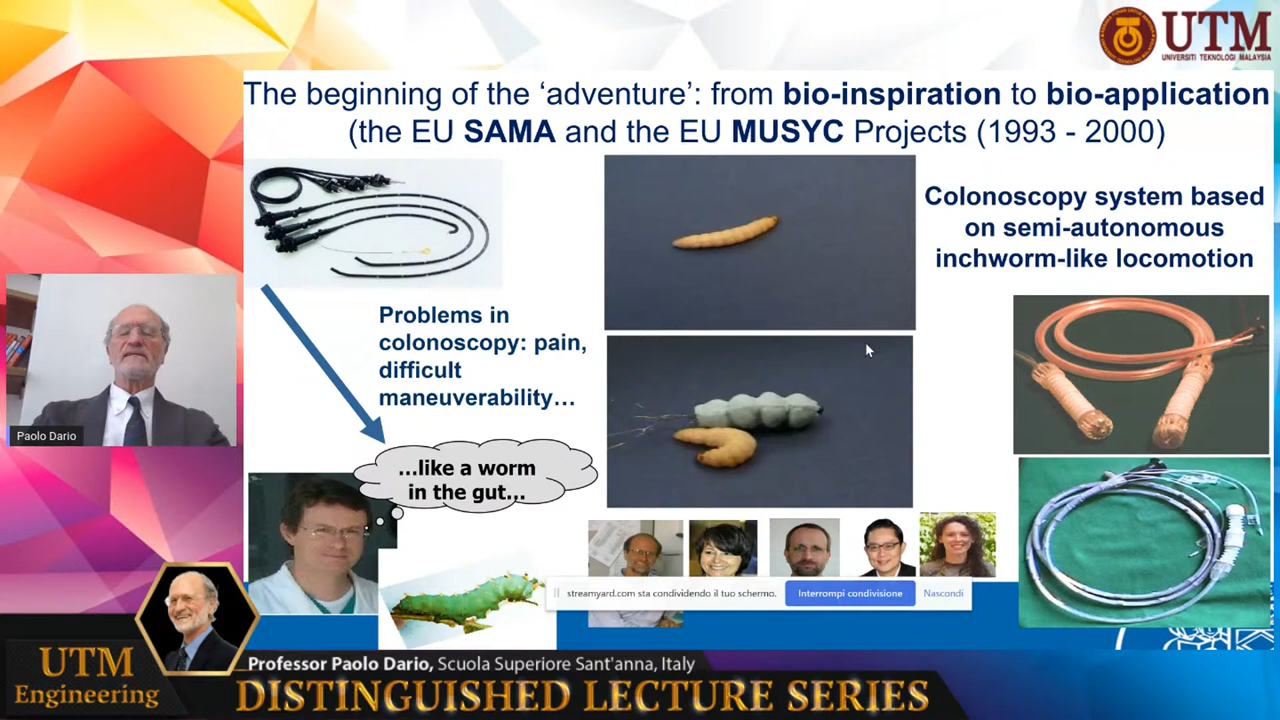 UTM
UNIVERSITI TEKNOLOGI MALAYSIA
The beginning of the ‘adventure’: from bio-inspiration to bio-application
(the EU SAMA and the EU MUSYC Projects (1993 - 2000)
Colonoscopy system based
on semi-autonomous
inchworm-like locomotion
Problems in
colonoscopy: pain,
difficult
maneuverability…
…like a worm
in the gut…
Paolo Dario
streamyard.com sta condividendo il tuo schermo.
Interrompi condivisione
Nascondi
UTM
Engineering
Professor Paolo Dario, Scuola Superiore Sant'anna, Italy
DISTINGUISHED LECTURE SERIES